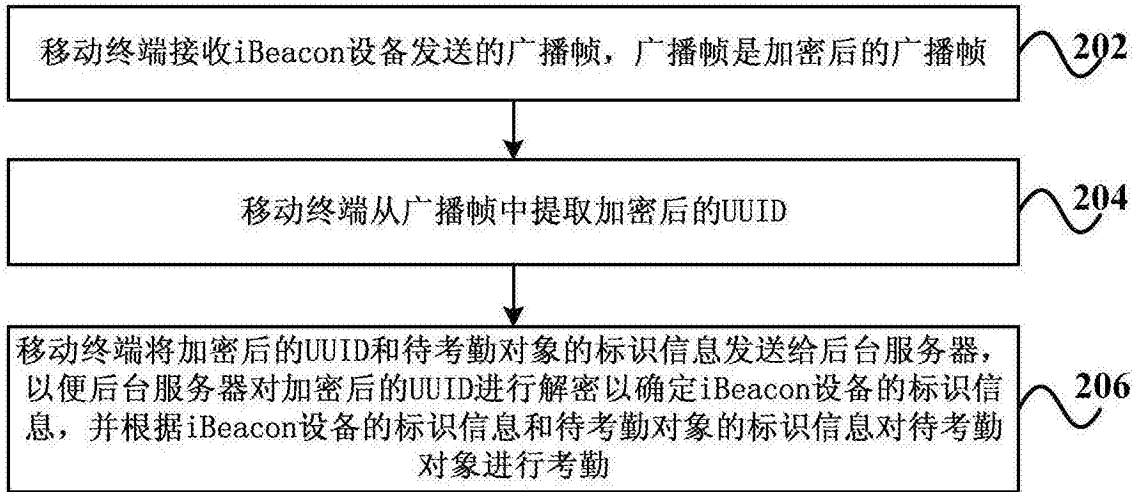 移动终端接收iBeacon设备发送的广播帧，广播帧是加密后的广播帧
202
移动终端从广播帧中提取加密后的UUID
204
移动终端将加密后的UUID和待考勤对象的标识信息发送给后台服务器，
以便后台服务器对加密后的UUID进行解密以确定iBeacon设备的标识信
息，并根据iBeacon设备的标识信息和待考勤对象的标识信息对待考勤
对象进行考勤
206